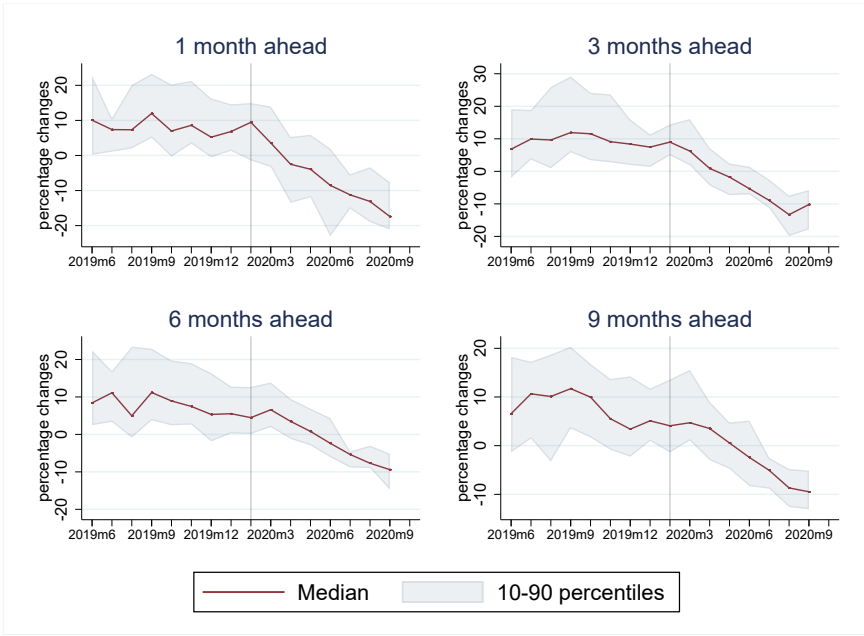 1 month ahead
percentage changes
20
10
0
-10
-20
2019m6 2019m9 2019m12 2020m3 2020m6 2020m9
3 months ahead
percentage changes
30
20
10
0
-10
-20
2019m6 2019m9 2019m12 2020m3 2020m6 2020m9
6 months ahead
percentage changes
20
10
0
-10
-20
2019m6 2019m9 2019m12 2020m3 2020m6 2020m9
9 months ahead
percentage changes
20
10
0
-10
2019m6 2019m9 2019m12 2020m3 2020m6 2020m9
Median 10-90 percentiles